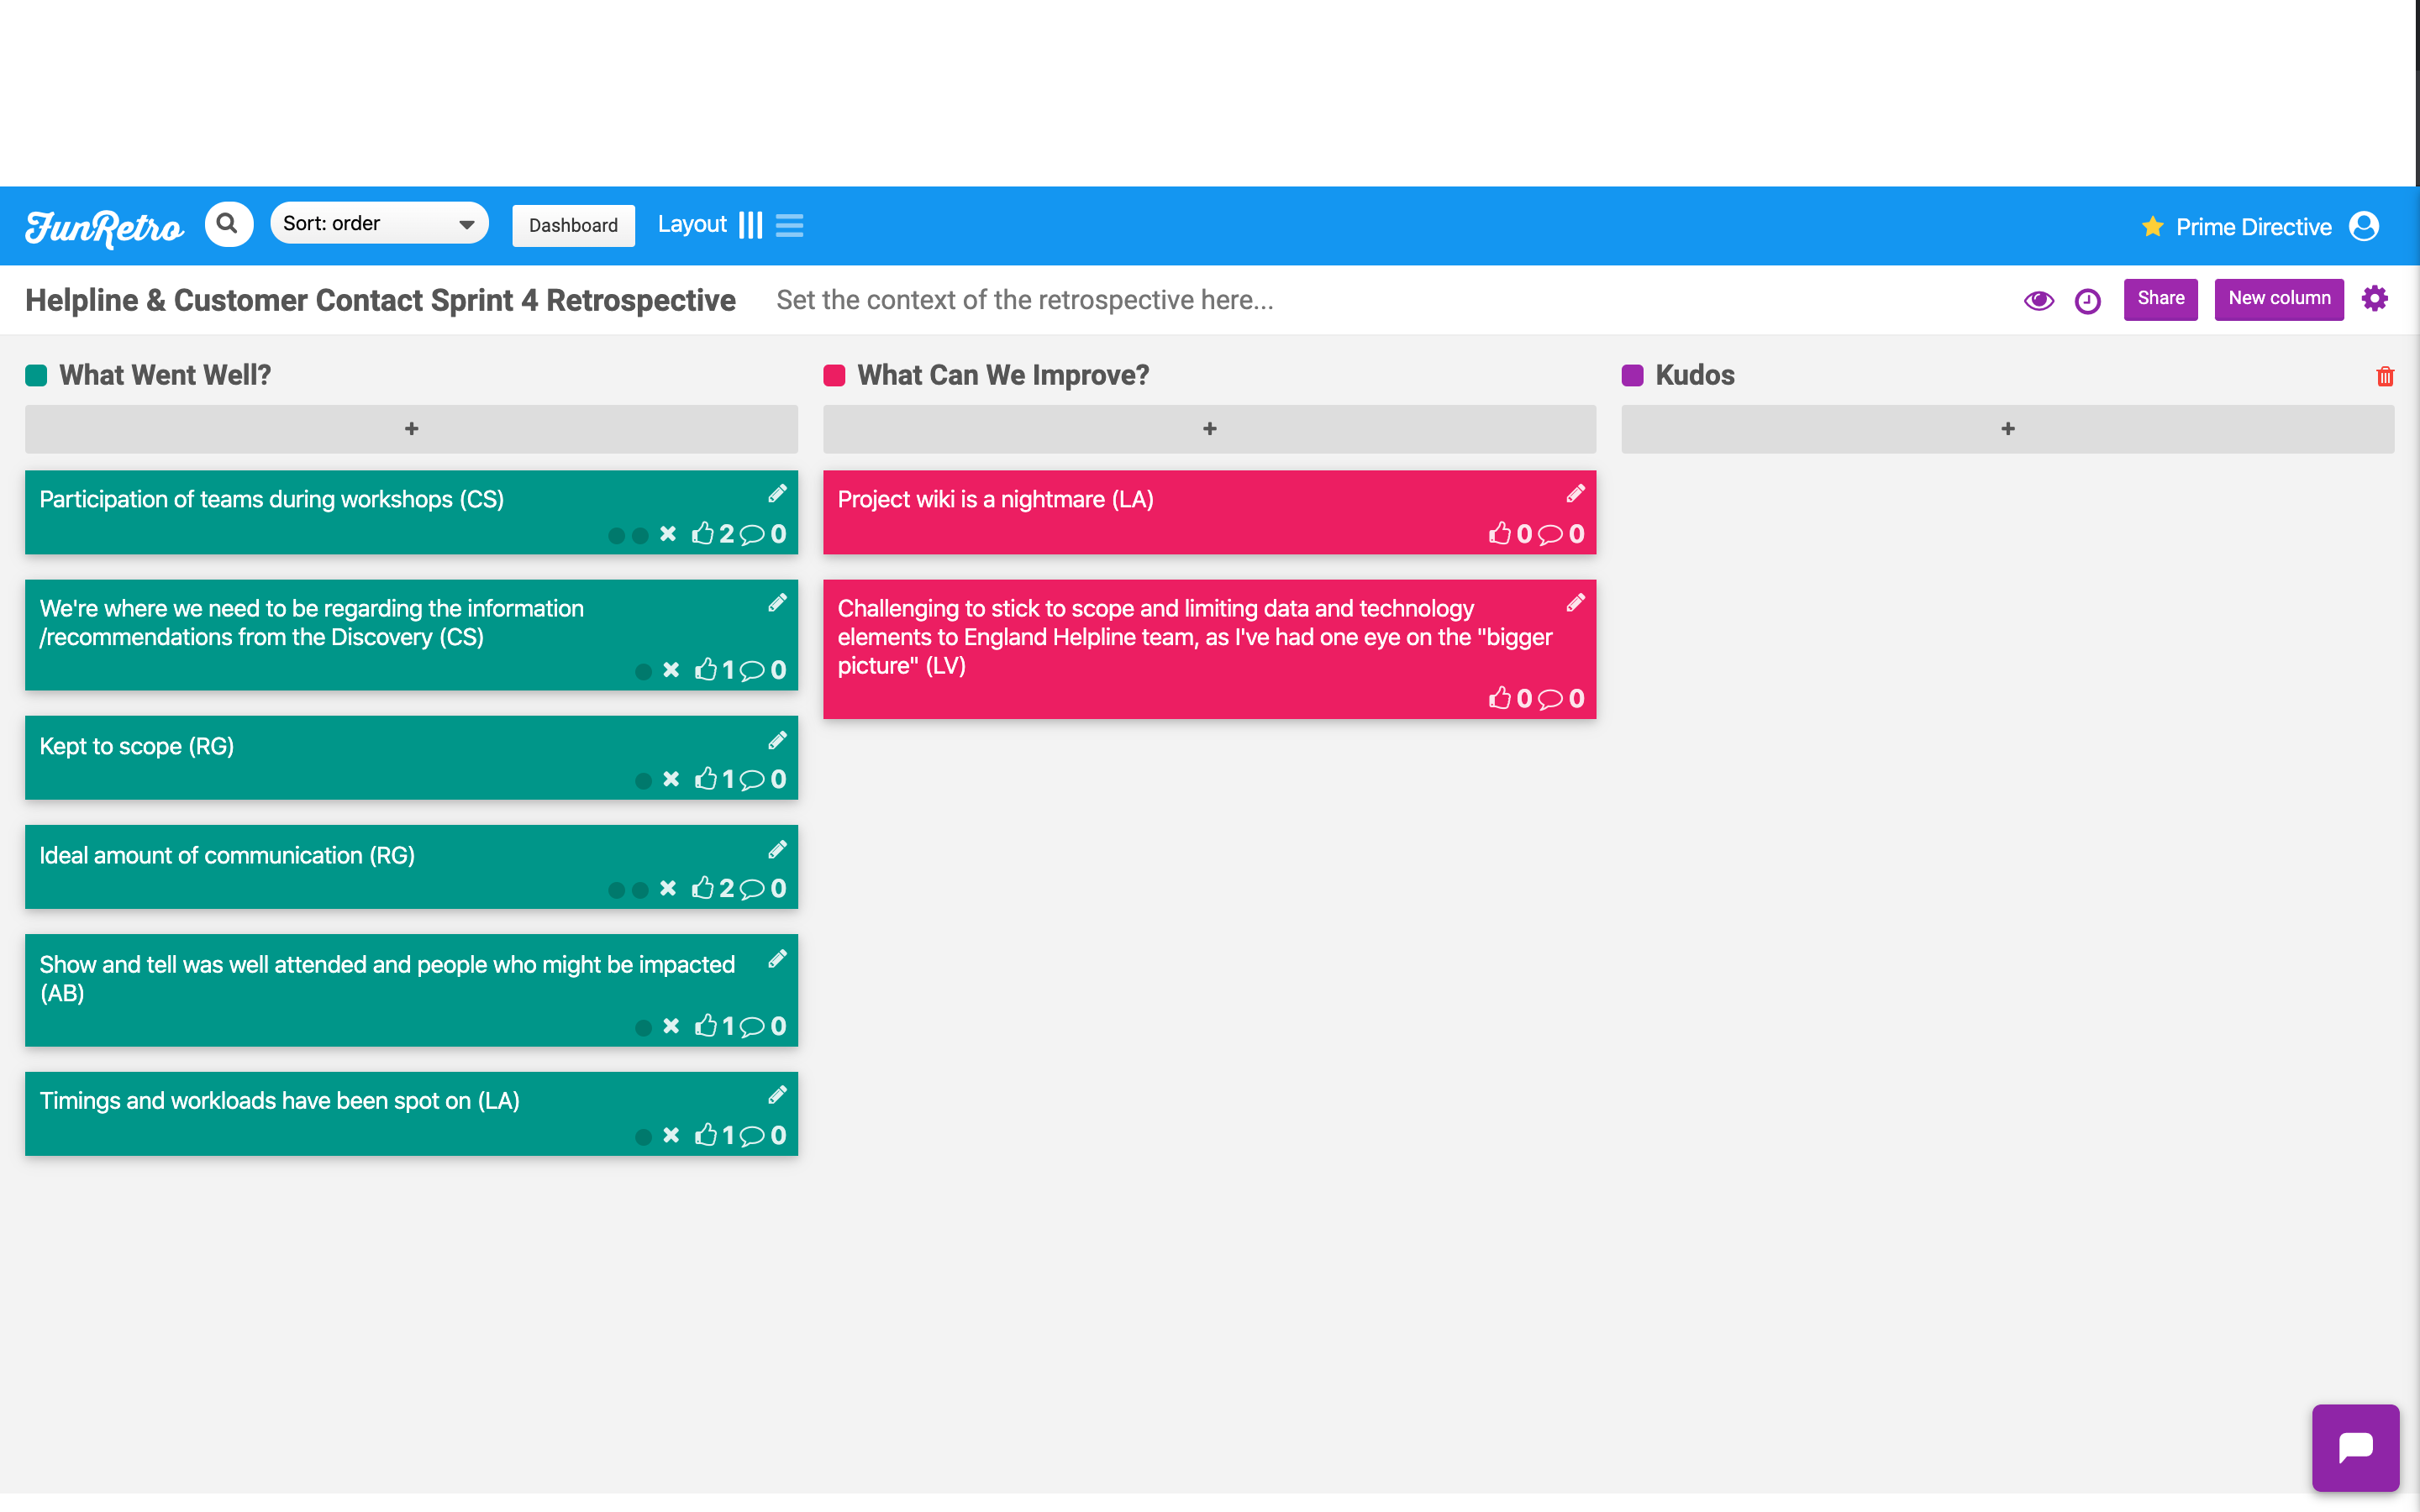 FunRetro
Sort: order
Dashboard
Layout
Prime Directive
Helpline & Customer Contact Sprint 4 Retrospective
Set the context of the retrospective here...
Share
New column
What Went Well?
+
Participation of teams during workshops (CS)
2 0
We're where we need to be regarding the information
/recommendations from the Discovery (CS)
1 0
Kept to scope (RG)
1 0
Ideal amount of communication (RG)
2 0
Show and tell was well attended and people who might be impacted
(AB)
1 0
Timings and workloads have been spot on (LA)
1 0
What Can We Improve?
+
Project wiki is a nightmare (LA)
0 0
Challenging to stick to scope and limiting data and technology
elements to England Helpline team, as I've had one eye on the "bigger
picture" (LV)
0 0
Kudos
+